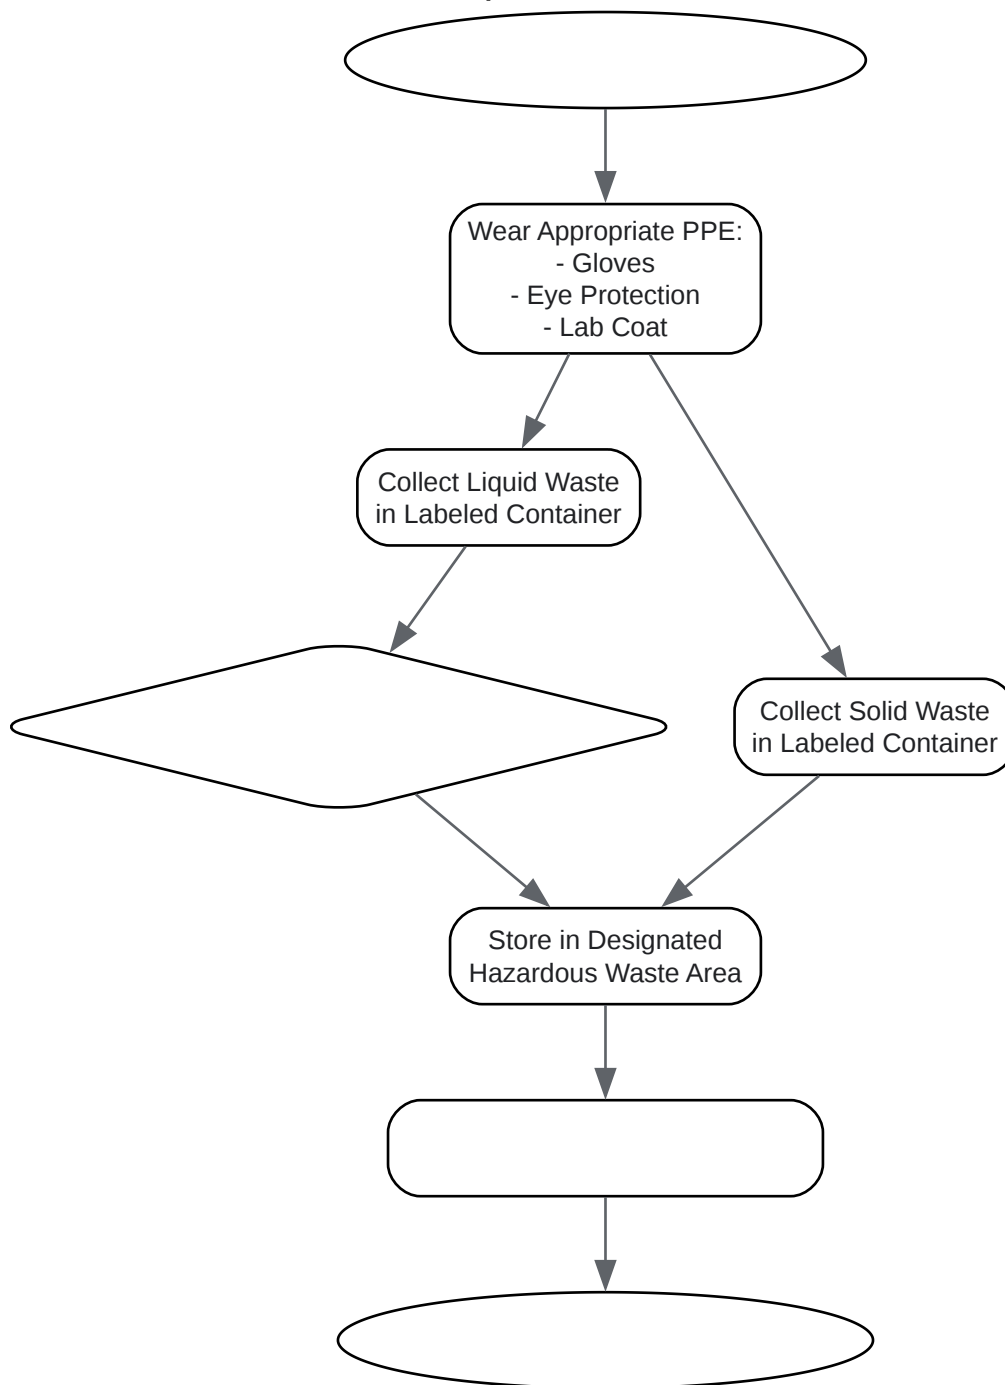 Wear Appropriate PPE:
- Gloves
- Eye Protection
- Lab Coat
Collect Liquid Waste
in Labeled Container
Collect Solid Waste
in Labeled Container
Store in Designated
Hazardous Waste Area